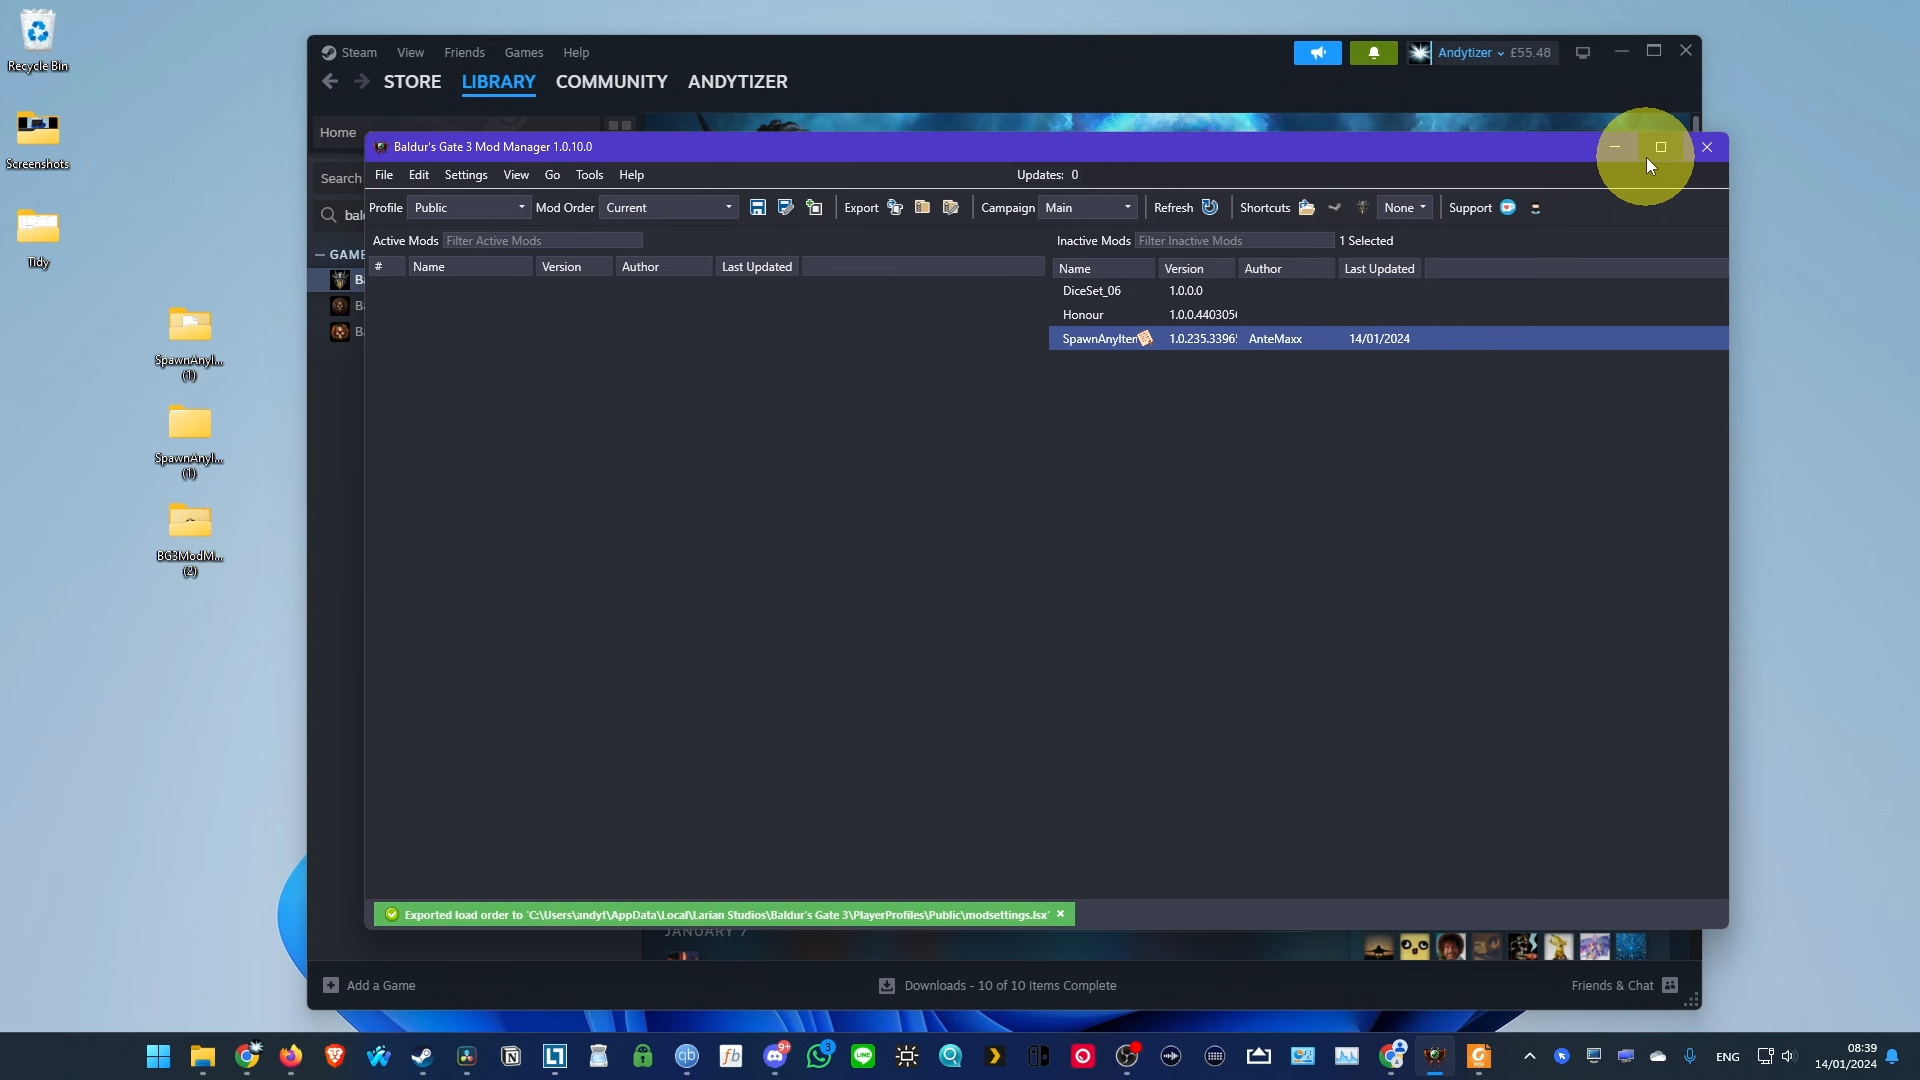 Recycle Bin
Screenshots
Tidy
SpawnAnyI...
(1)
SpawnAnyI...
(1)
BG3ModM...
(2)
Steam View Friends Games Help
Andytizer £55.48
STORE LIBRARY COMMUNITY ANDYTIZER
Home
Search
Baldur's Gate 3 Mod Manager 1.0.10.0
File Edit Settings View Go Tools Help Updates: 0
Profile Public Mod Order Current Export Campaign Main Refresh Shortcuts None Support
Active Mods Filter Active Mods Inactive Mods Filter Inactive Mods 1 Selected
# Name Version Author Last Updated Name Version Author Last Updated
DiceSet_06 1.0.0.0
Honour
AnteMaxx 14/01/2024
Exported load order to 'C:\Users\andyt\AppData\Local\Larian Studios\Baldur's Gate 3\PlayerProfiles\Public\modsettings.lsx'
JANUARY 7
Add a Game Downloads - 10 of 10 Items Complete Friends & Chat
ENG
08:39
14/01/2024